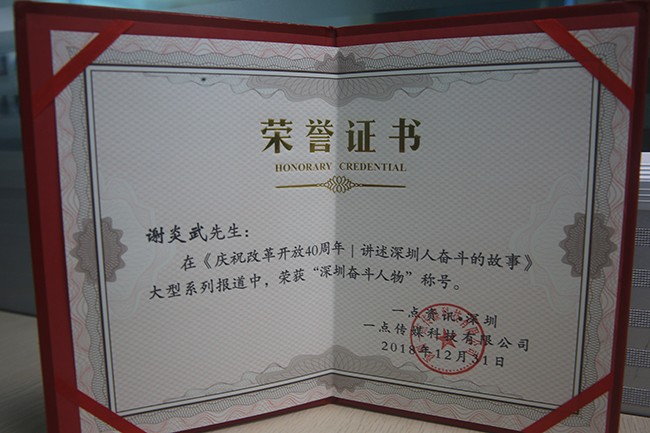 荣誉证书
HONORARY CREDENTIAL
谢炎武先生：
在《庆祝改革开放40周年｜讲述深圳人奋斗的故事》
大型系列报道中，荣获“深圳奋斗人物”称号。
一点资讯·深圳
一点传媒科技有限公司
2018年12月31日